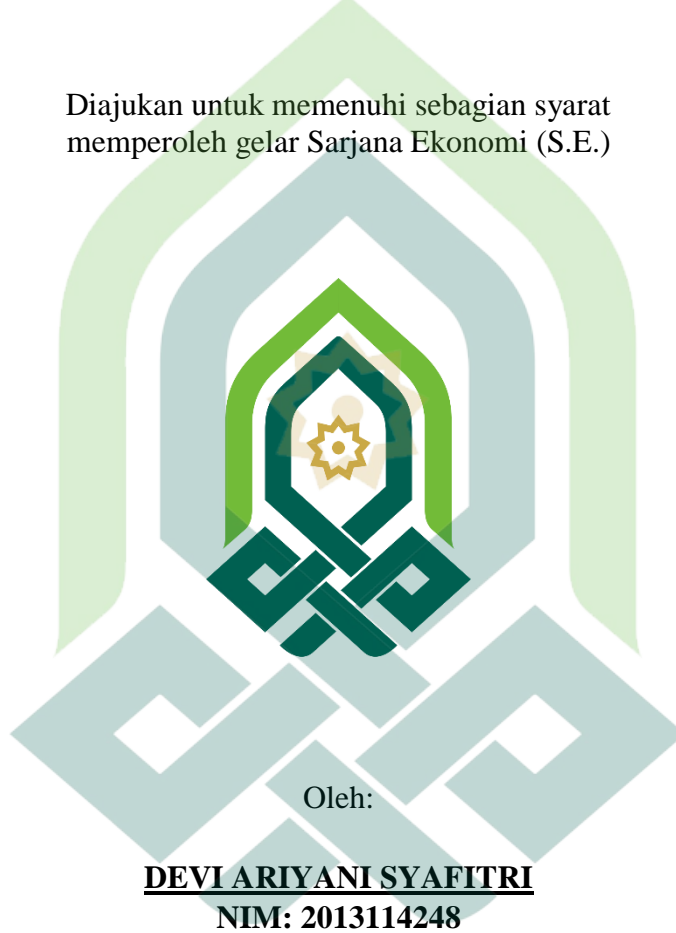 Diajukan untuk memenuhi sebagian syarat
memperoleh gelar Sarjana Ekonomi (S.E.)
Oleh:
DEVI ARIYANI SYAFITRI
NIM: 2013114248